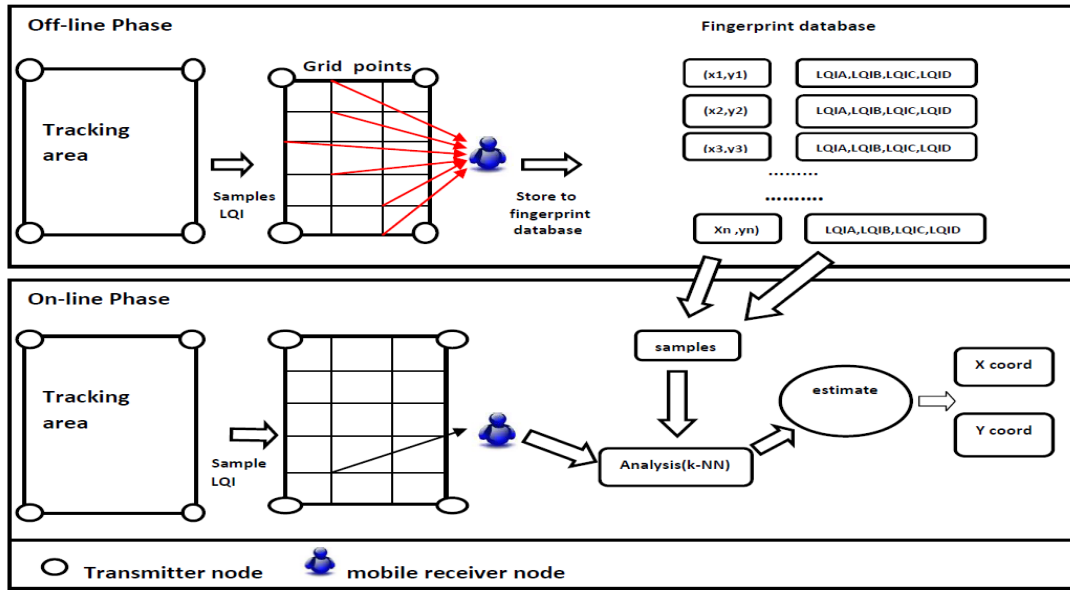 Off-line Phase
Fingerprint database
Grid points
Tracking
area
Samples
LQI
Store to
fingerprint
database
(x1,y1)
LQIA,LQIB,LQIC,LQID
(x2,y2)
LQIA,LQIB,LQIC,LQID
(x3,y3)
LQIA,LQIB,LQIC,LQID
.........
..........
Xn ,yn)
LQIA,LQIB,LQIC,LQID
On-line Phase
Tracking
area
Sample
LQI
samples
Analysis(k-NN)
estimate
X coord
Y coord
Transmitter node
mobile receiver node